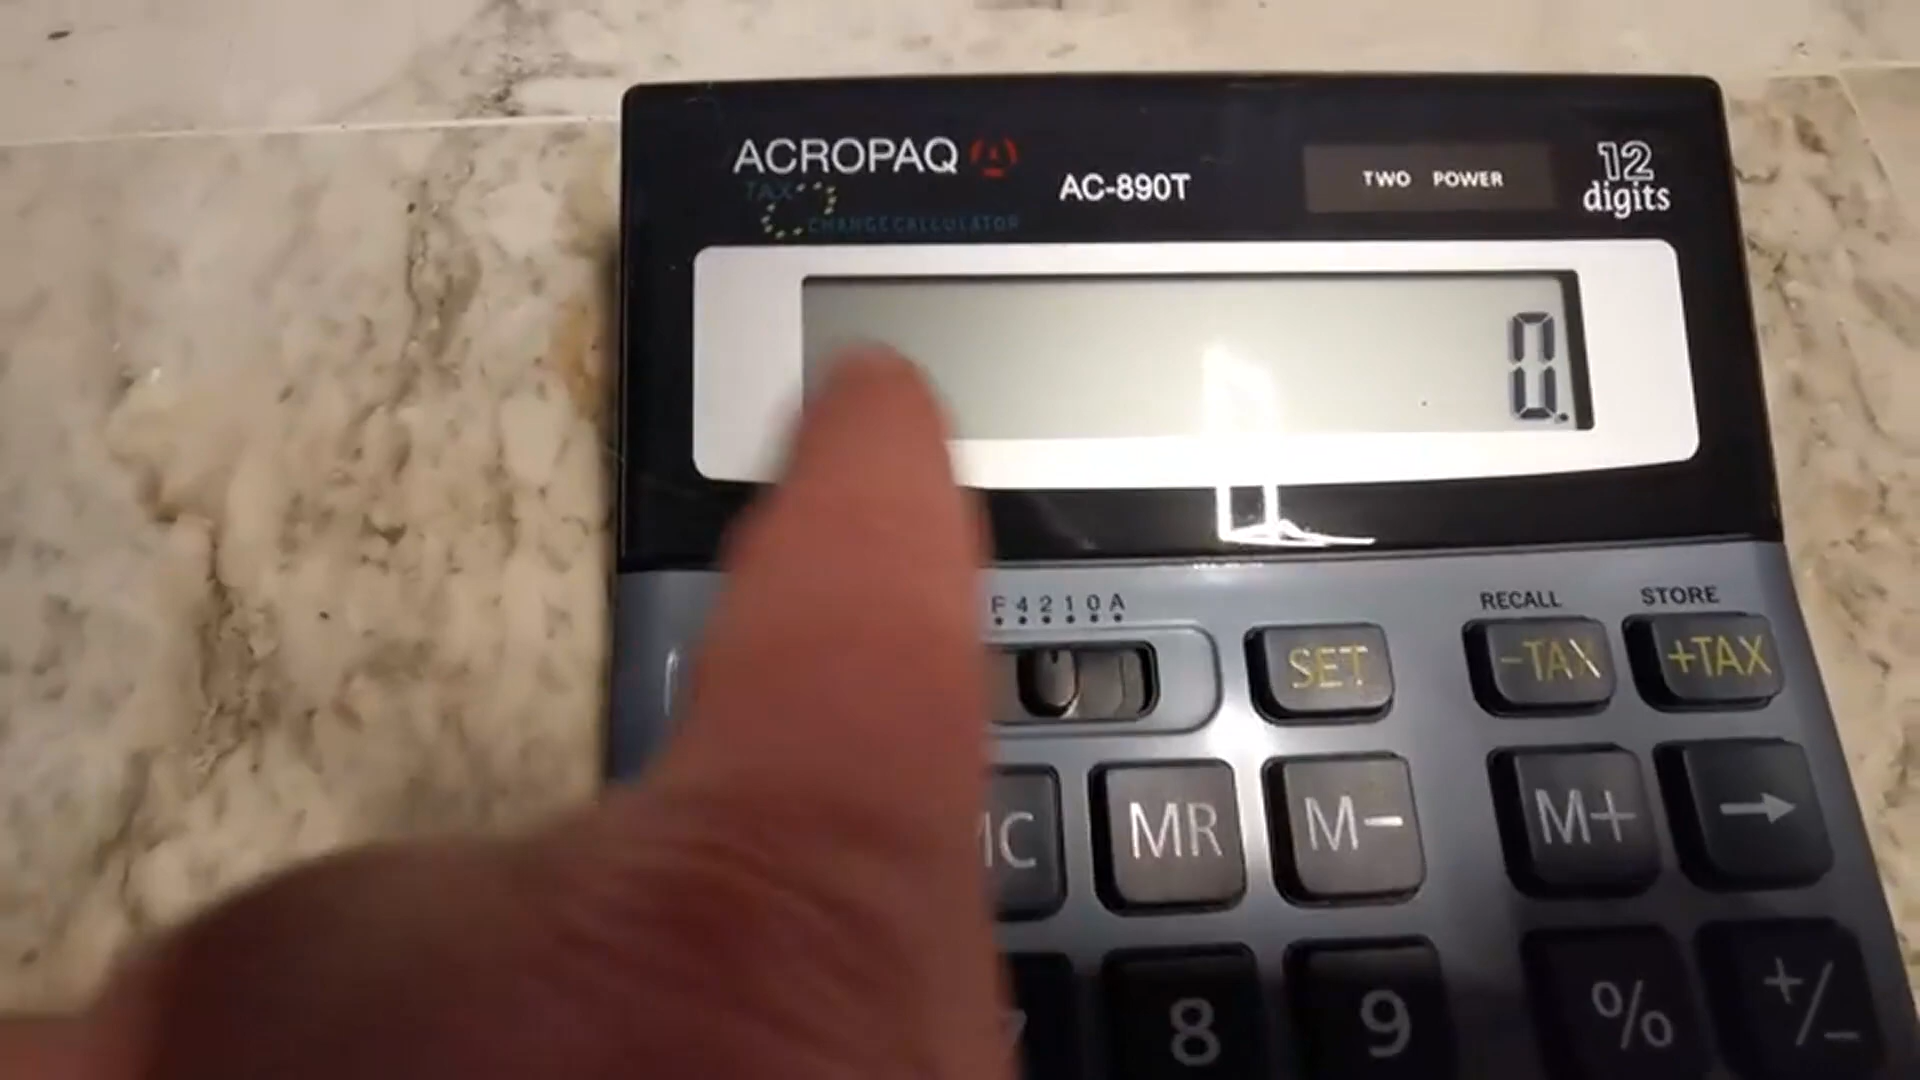 ACROPAQ
TAX
CHANGE CALCULATOR
AC-890T
TWO POWER
12
digits
0.
F 4 2 1 0 A
RECALL
STORE
SET
-TAX
+TAX
MR
M-
M+
→
8
9
%
+/-